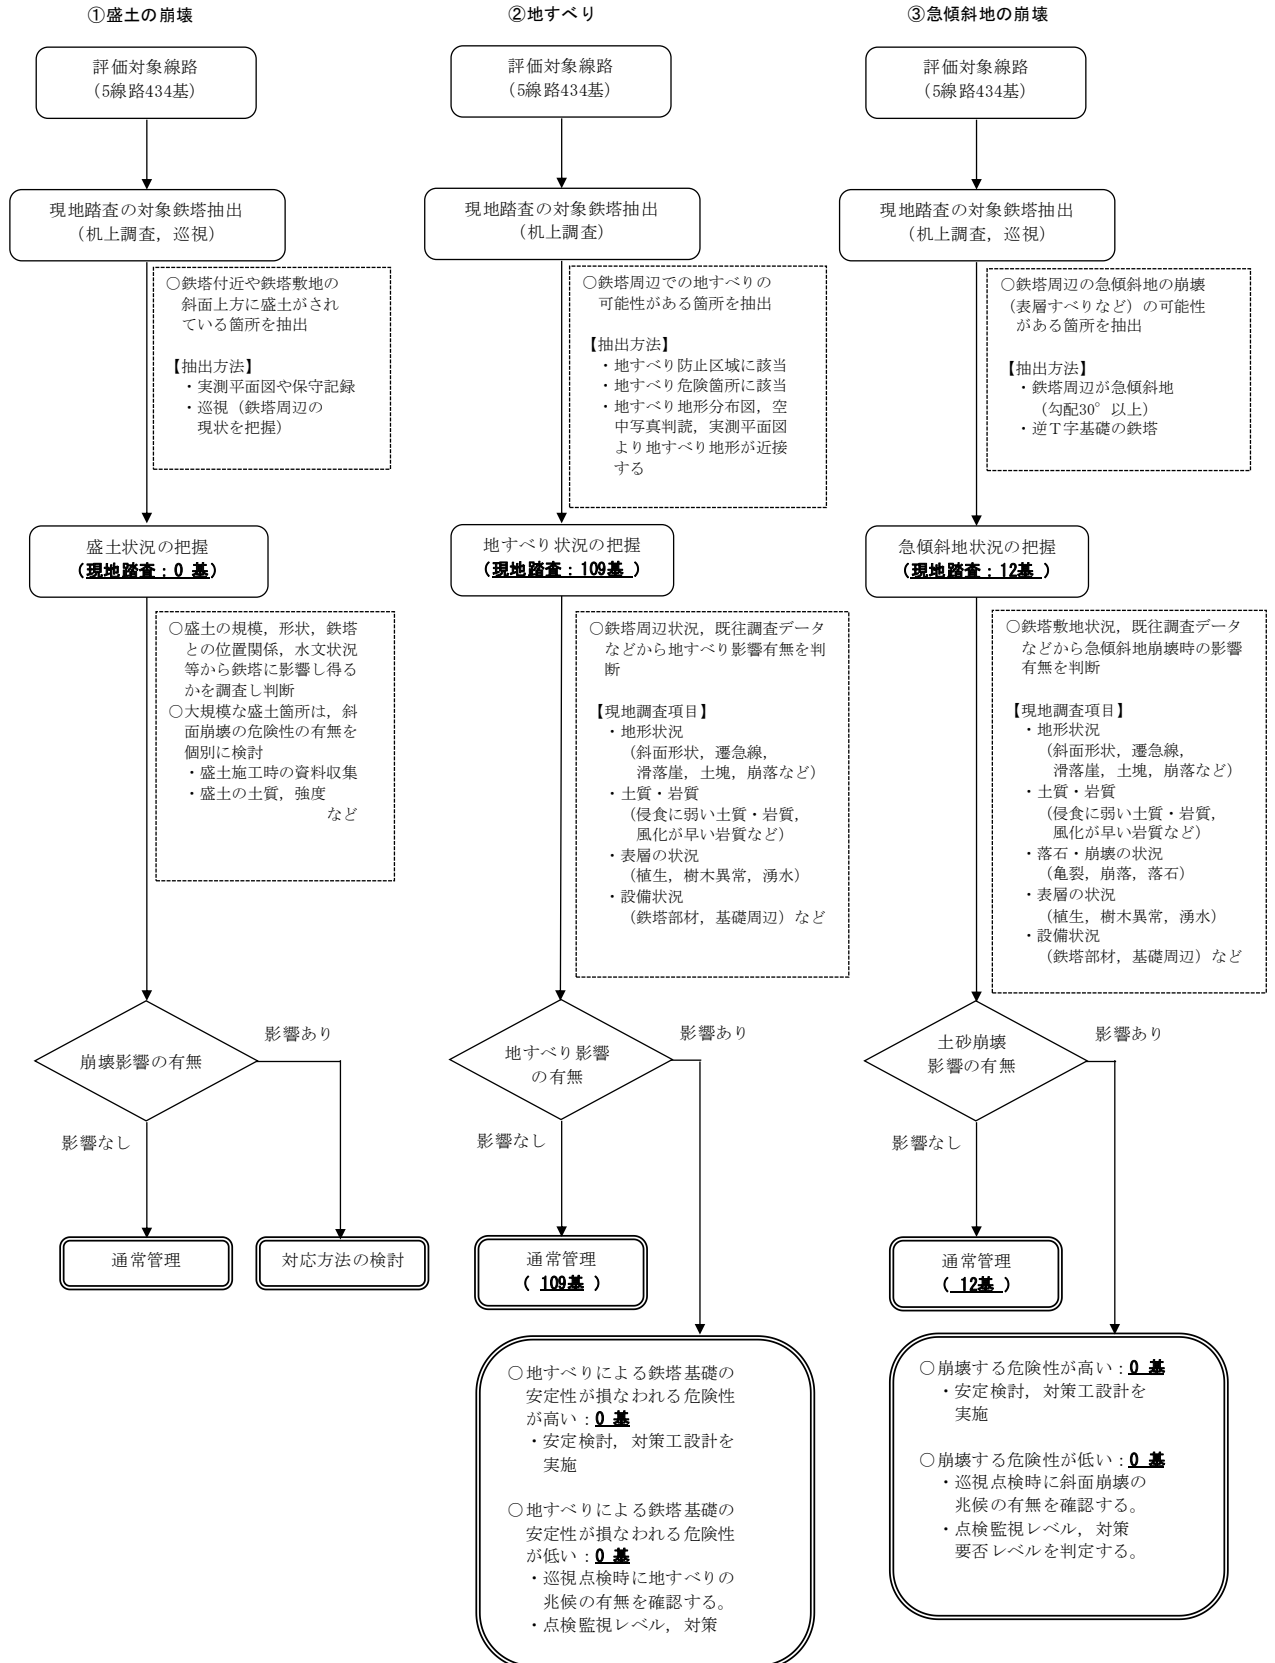 ①盛土の崩壊
評価対象線路
(5線路434基)
現地踏査の対象鉄塔抽出
(机上調査, 巡視)
○鉄塔付近や鉄塔敷地の
斜面上方に盛土がされ
ている箇所を抽出
【抽出方法】
・実測平面図や保守記録
・巡視(鉄塔周辺の
現状を把握)
盛土状況の把握
(現地踏査:0 基)
○盛土の規模, 形状, 鉄塔
との位置関係, 水文状況
等から鉄塔に影響し得る
かを調査し判断
○大規模な盛土箇所は, 斜
面崩壊の危険性の有無を
個別に検討
・盛土施工時の資料収集
・盛土の土質, 強度
など
崩壊影響の有無
影響あり
影響なし
通常管理
対応方法の検討
②地すべり
評価対象線路
(5線路434基)
現地踏査の対象鉄塔抽出
(机上調査)
○鉄塔周辺での地すべりの
可能性がある箇所を抽出
【抽出方法】
・地すべり防止区域に該当
・地すべり危険箇所に該当
・地すべり地形分布図, 空
中写真判読, 実測平面図
より地すべり地形が近接
する
地すべり状況の把握
(現地踏査:109基 )
○鉄塔周辺状況, 既往調査データ
などから地すべり影響有無を判
断
【現地調査項目】
・地形状況
(斜面形状, 遷急線,
滑落崖, 土塊, 崩落など)
・土質・岩質
(侵食に弱い土質・岩質,
風化が早い岩質など)
・表層の状況
(植生, 樹木異常, 湧水)
・設備状況
(鉄塔部材, 基礎周辺)など
地すべり影響
の有無
影響あり
影響なし
通常管理
( 109基 )
○地すべりによる鉄塔基礎の
安定性が損なわれる危険性
が高い:0 基
・安定検討, 対策工設計を
実施
○地すべりによる鉄塔基礎の
安定性が損なわれる危険性
が低い:0 基
・巡視点検時に地すべりの
兆候の有無を確認する。
・点検監視レベル, 対策
③急傾斜地の崩壊
評価対象線路
(5線路434基)
現地踏査の対象鉄塔抽出
(机上調査, 巡視)
○鉄塔周辺の急傾斜地の崩壊
(表層すべりなど)の可能性
がある箇所を抽出
【抽出方法】
・鉄塔周辺が急傾斜地
(勾配30°以上)
・逆T字基礎の鉄塔
急傾斜地状況の把握
(現地踏査:12基 )
○鉄塔敷地状況, 既往調査データ
などから急傾斜地崩壊時の影響
有無を判断
【現地調査項目】
・地形状況
(斜面形状, 遷急線,
滑落崖, 土塊, 崩落など)
・土質・岩質
(侵食に弱い土質・岩質,
風化が早い岩質など)
・落石・崩壊の状況
(亀裂, 崩落, 落石)
・表層の状況
(植生, 樹木異常, 湧水)
・設備状況
(鉄塔部材, 基礎周辺)など
土砂崩壊
影響の有無
影響あり
影響なし
通常管理
( 12基 )
○崩壊する危険性が高い:0 基
・安定検討, 対策工設計を
実施
○崩壊する危険性が低い:0 基
・巡視点検時に斜面崩壊の
兆候の有無を確認する。
・点検監視レベル, 対策
要否レベルを判定する。